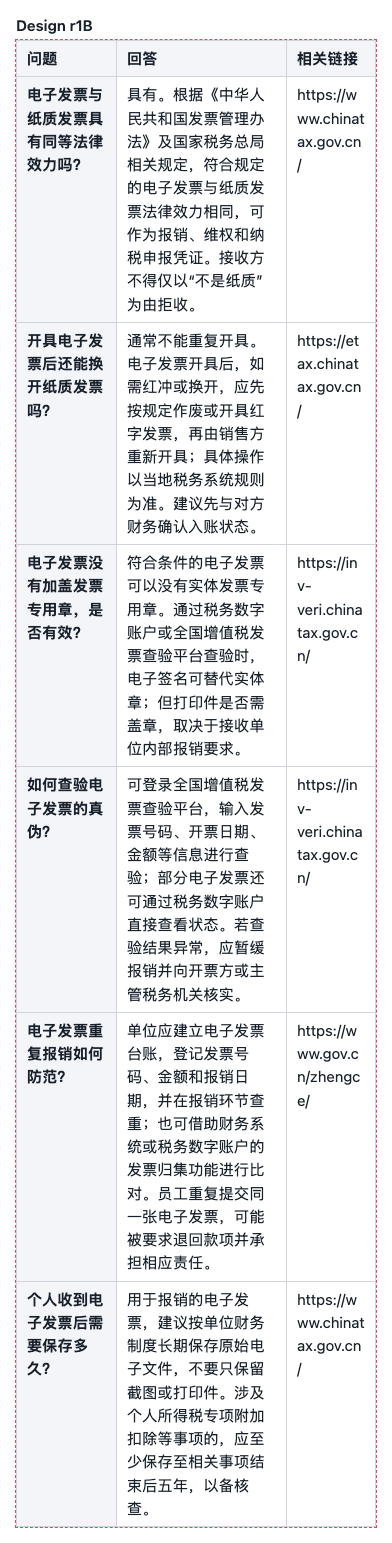 Design r1B
问题
回答
相关链接
电子发票与
纸质发票具
有同等法律
效力吗？
具有。根据《中华人
民共和国发票管理办
法》及国家税务总局
相关规定，符合规定
的电子发票与纸质发
票法律效力相同，可
作为报销、维权和纳
税申报凭证。接收方
不得仅以“不是纸质”
为由拒收。
https://w
ww.chinat
ax.gov.cn
/
开具电子发
票后还能换
开纸质发票
吗？
通常不能重复开具。
电子发票开具后，如
需红冲或换开，应先
按规定作废或开具红
字发票，再由销售方
重新开具；具体操作
以当地税务系统规则
为准。建议先与对方
财务确认入账状态。
https://et
ax.chinat
ax.gov.cn
/
电子发票没
有加盖发票
专用章，是
否有效？
符合条件的电子发票
可以没有实体发票专
用章。通过税务数字
账户或全国增值税发
票查验平台查验时，
电子签名可替代实体
章；但打印件是否需
盖章，取决于接收单
位内部报销要求。
https://in
v-
veri.china
tax.gov.c
n/
如何查验电
子发票的真
伪？
可登录全国增值税发
票查验平台，输入发
票号码、开票日期、
金额等信息进行查
验；部分电子发票还
可通过税务数字账户
直接查看状态。若查
验结果异常，应暂缓
报销并向开票方或主
管税务机关核实。
https://in
v-
veri.china
tax.gov.c
n/
电子发票重
复报销如何
防范？
单位应建立电子发票
台账，登记发票号
码、金额和报销日
期，并在报销环节查
重；也可借助财务系
统或税务数字账户的
发票归集功能进行比
对。员工重复提交同
一张电子发票，可能
被要求退回款项并承
担相应责任。
https://w
ww.gov.c
n/zhengc
e/
个人收到电
子发票后需
要保存多
久？
用于报销的电子发
票，建议按单位财务
制度长期保存原始电
子文件，不要只保留
截图或打印件。涉及
个人所得税专项附加
扣除等事项的，应至
少保存至相关事项结
束后五年，以备核
查。
https://w
ww.chinat
ax.gov.cn
/